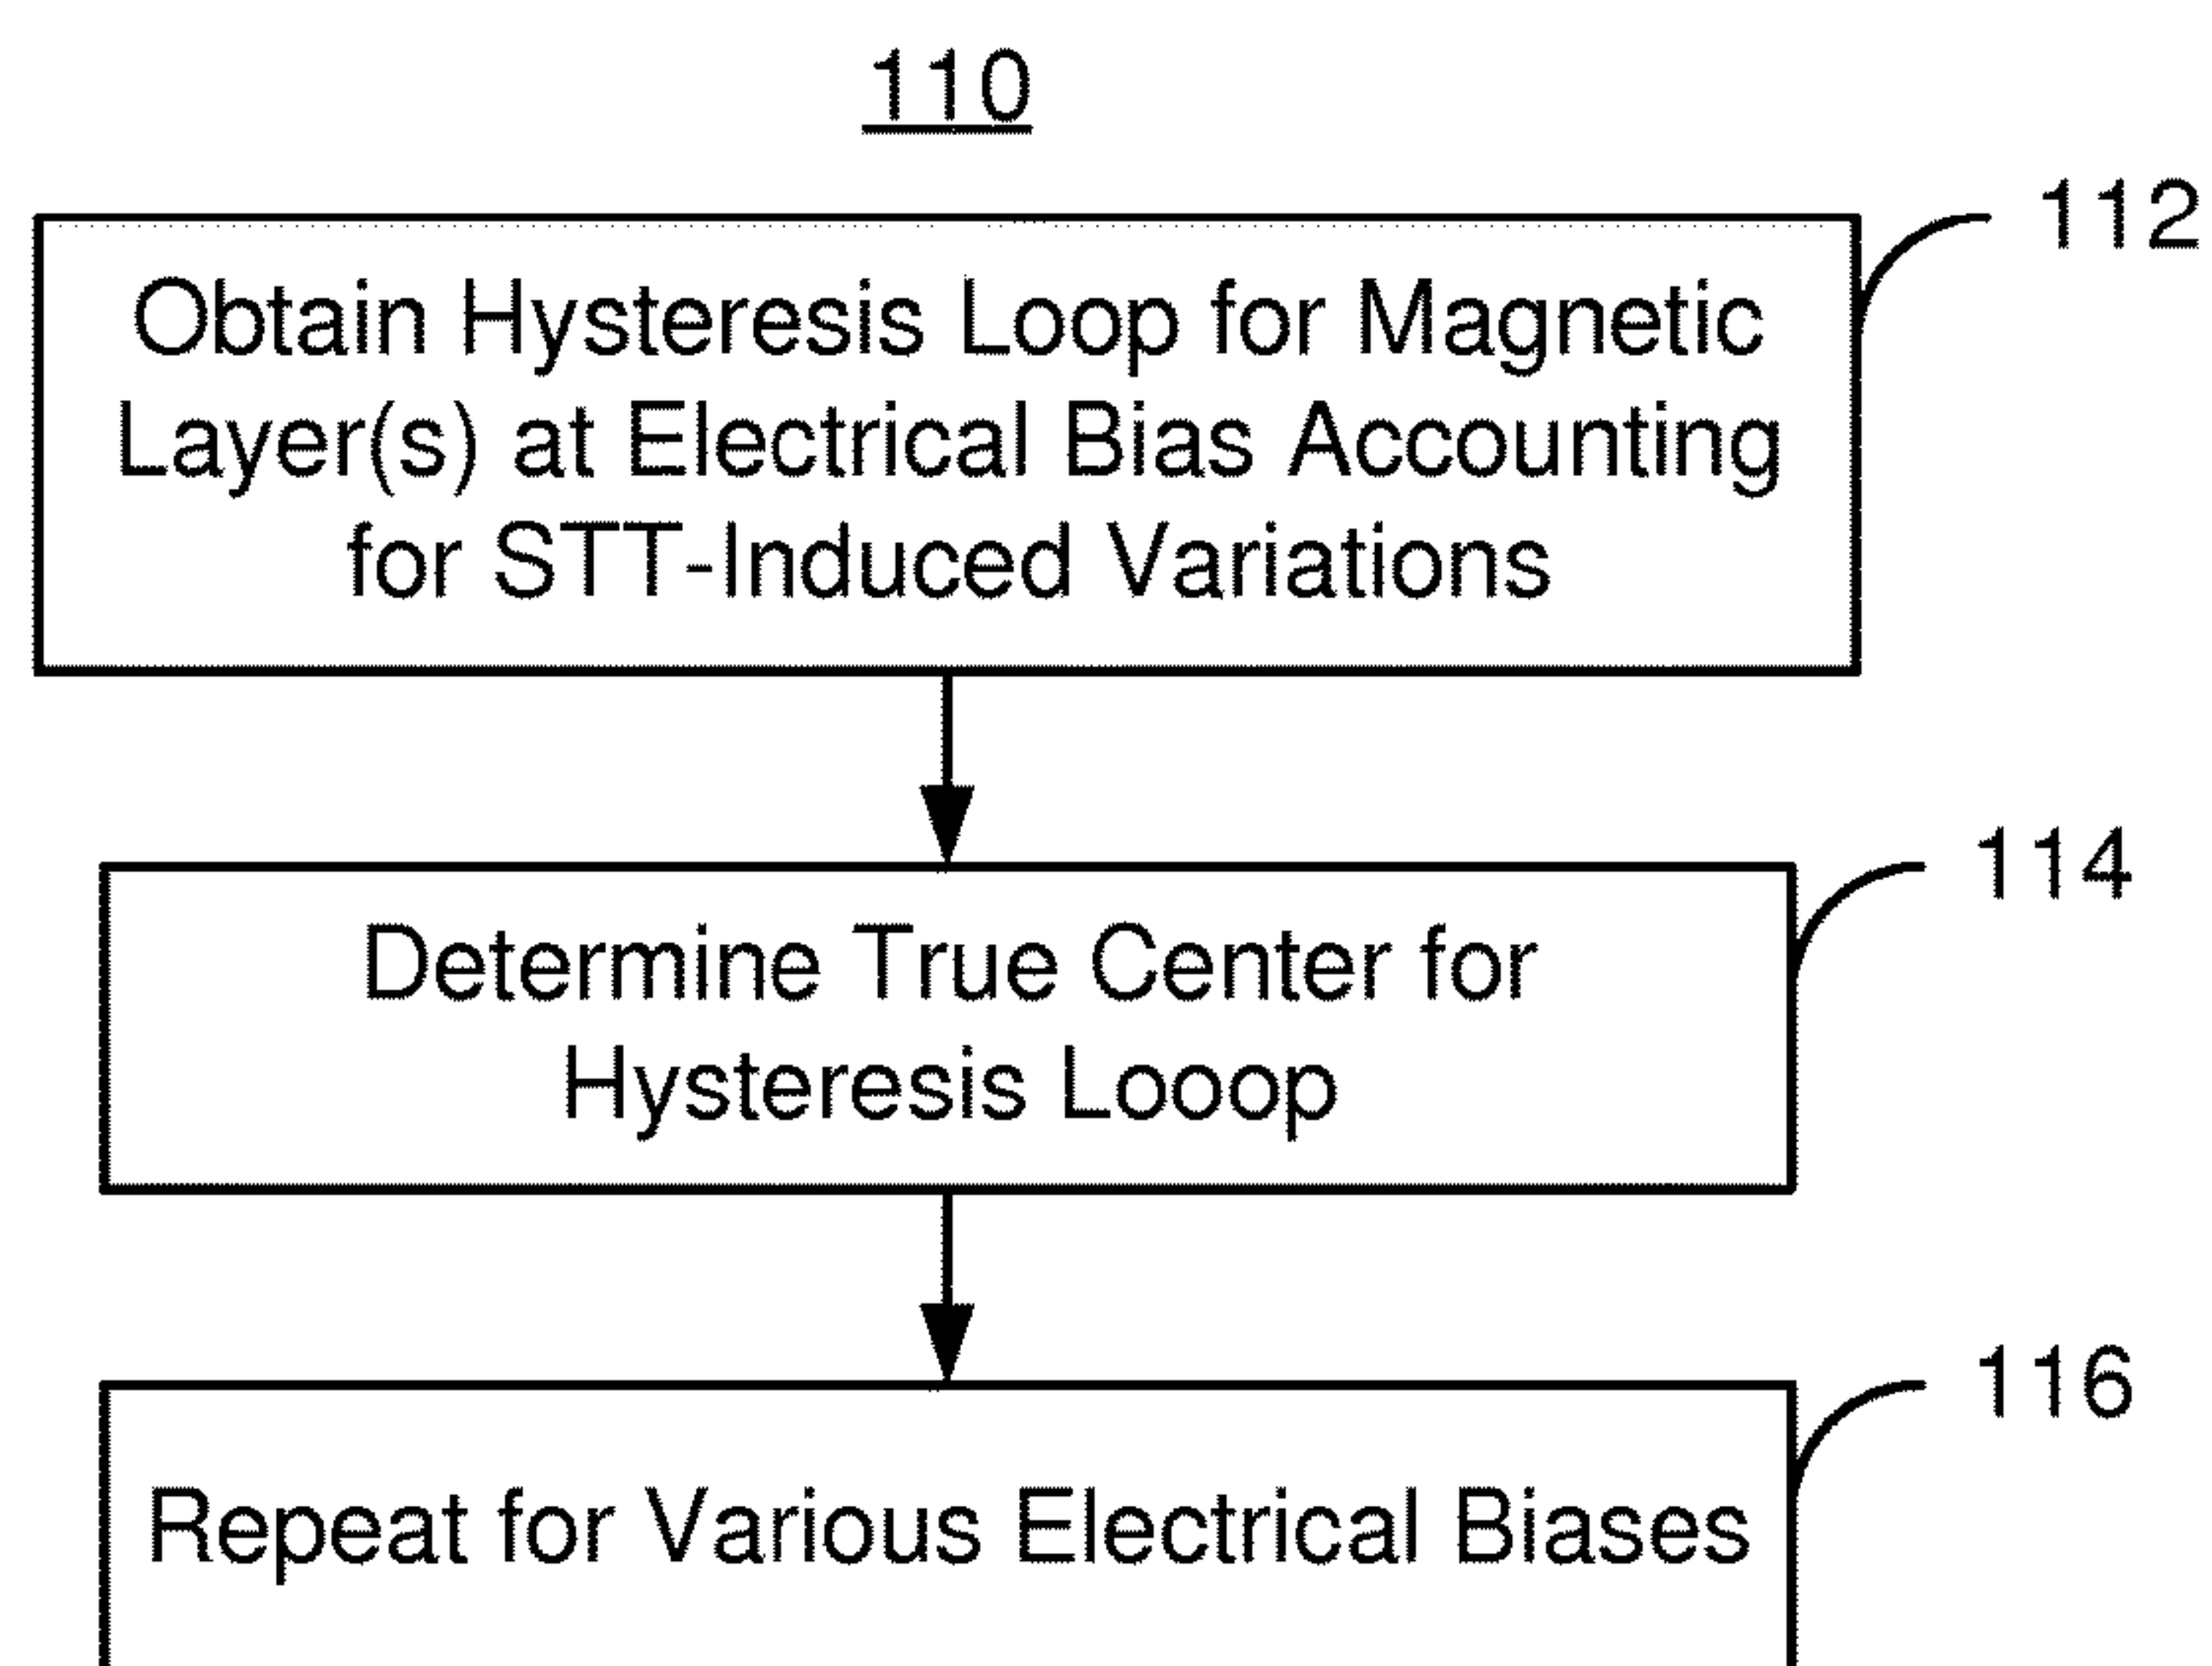 110
112
Obtain Hysteresis Loop for Magnetic
Layer(s) at Electrical Bias Accounting
for STT-Induced Variations
114
Determine True Center for
Hysteresis Looop
116
Repeat for Various Electrical Biases